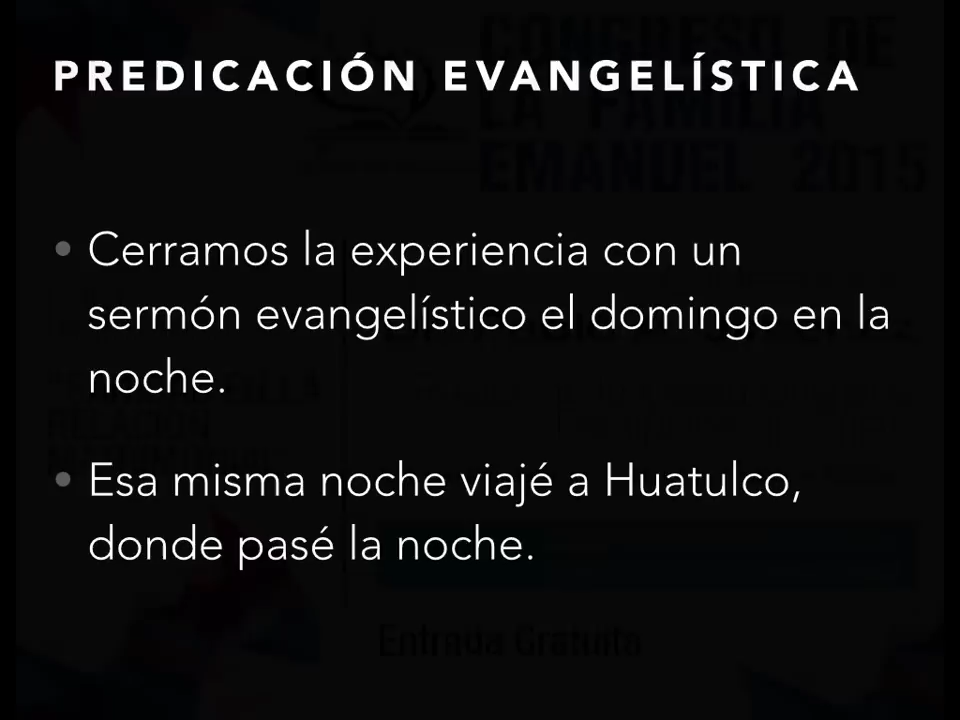 PREDICACIÓN EVANGELÍSTICA
CONGRESO DE
LA FAMILIA
EMANUEL 2015
• Cerramos la experiencia con un
sermón evangelístico el domingo en la
noche.
RELACIÓN
• Esa misma noche viajé a Huatulco,
donde pasé la noche.
Entrada Gratuita